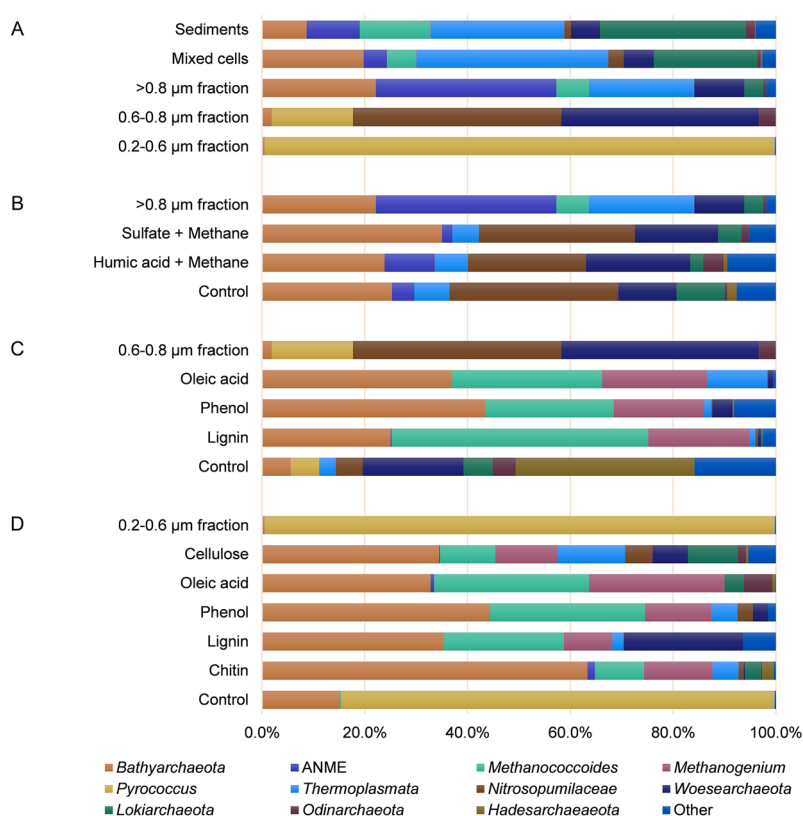 A
Sediments
Mixed cells
>0.8 µm fraction
0.6-0.8 µm fraction
0.2-0.6 µm fraction
B
>0.8 µm fraction
Sulfate + Methane
Humic acid + Methane
Control
C
0.6-0.8 µm fraction
Oleic acid
Phenol
Lignin
Control
D
0.2-0.6 µm fraction
Cellulose
Oleic acid
Phenol
Lignin
Chitin
Control
0.0% 20.0% 40.0% 60.0% 80.0% 100.0%
Bathyarchaeota ANME Methanococcoides Methanogenium
Pyrococcus Thermoplasmata Nitrosopumilaceae Woesearchaeota
Lokiarchaeota Odinarchaeota Hadesarchaeaeota Other